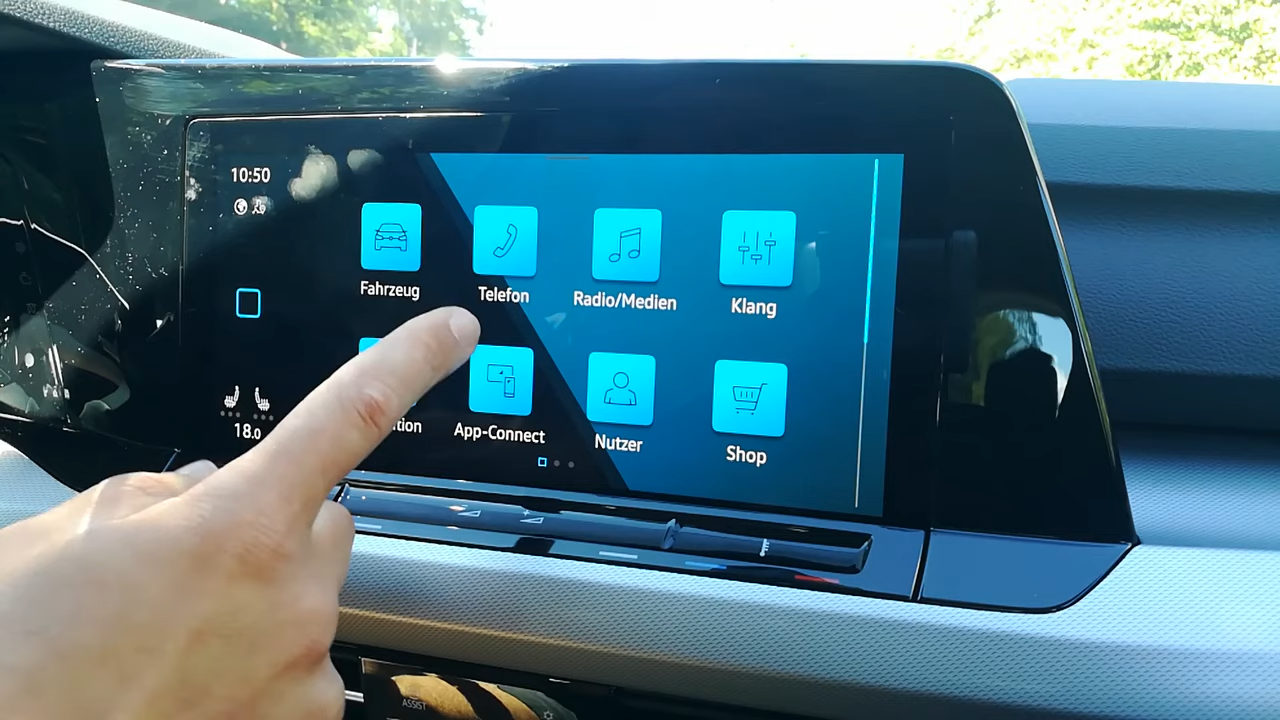 10:50
Fahrzeug
Telefon
Radio/Medien
Klang
tion
App-Connect
Nutzer
Shop
18.0
ASSIST